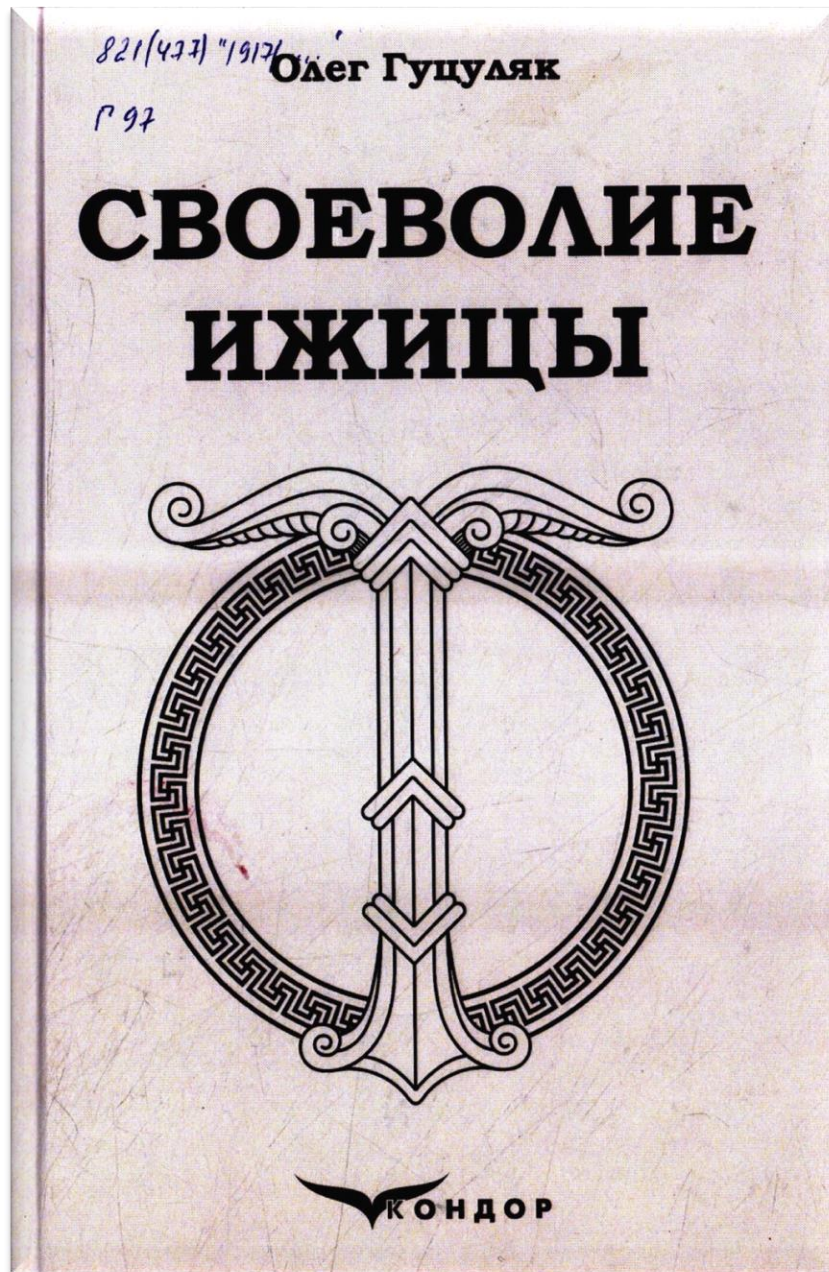 821(477)"1917/...'
Олег Гуцуляк
Г 97
СВОЕВОЛИЕ
ИЖИЦЫ
КОНДОР